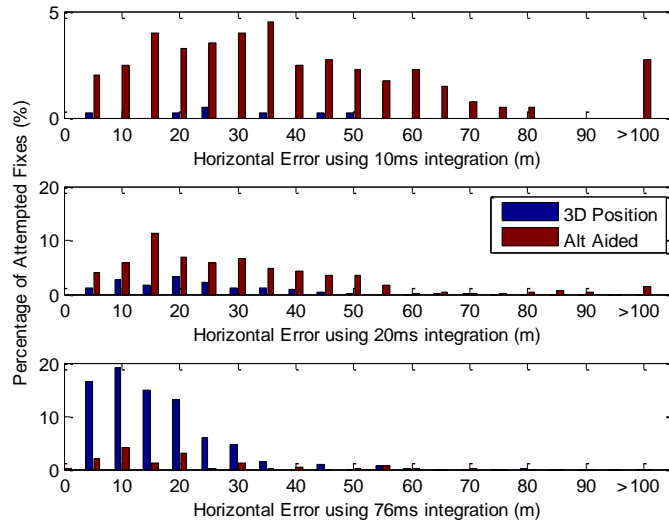 Percentage of Attempted Fixes (%)
5
0
0 10 20 30 40 50 60 70 80 90 >100
Horizontal Error using 10ms integration (m)
20
10
0
0 10 20 30 40 50 60 70 80 90 >100
Horizontal Error using 20ms integration (m)
3D Position
Alt Aided
20
10
0
0 10 20 30 40 50 60 70 80 90 >100
Horizontal Error using 76ms integration (m)